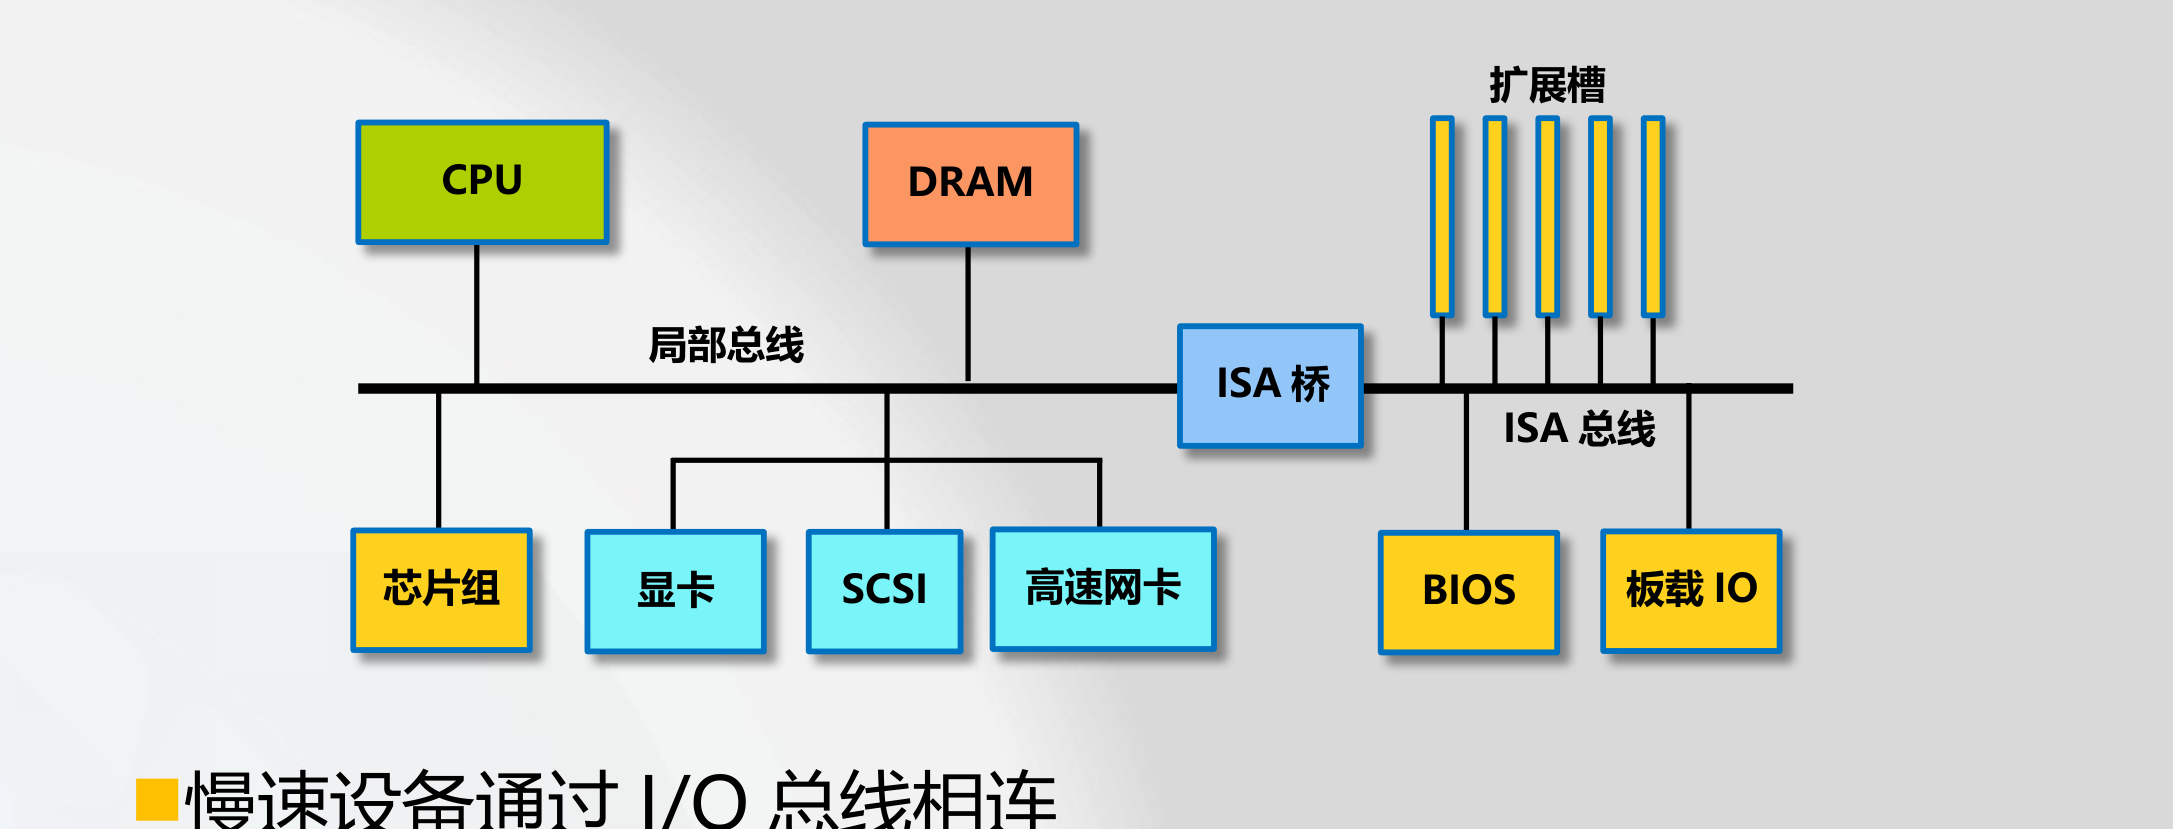 扩展槽
CPU
DRAM
局部总线
ISA 桥
ISA 总线
芯片组
显卡
SCSI
高速网卡
BIOS
板载 IO
慢速设备通过 I/O 总线相连